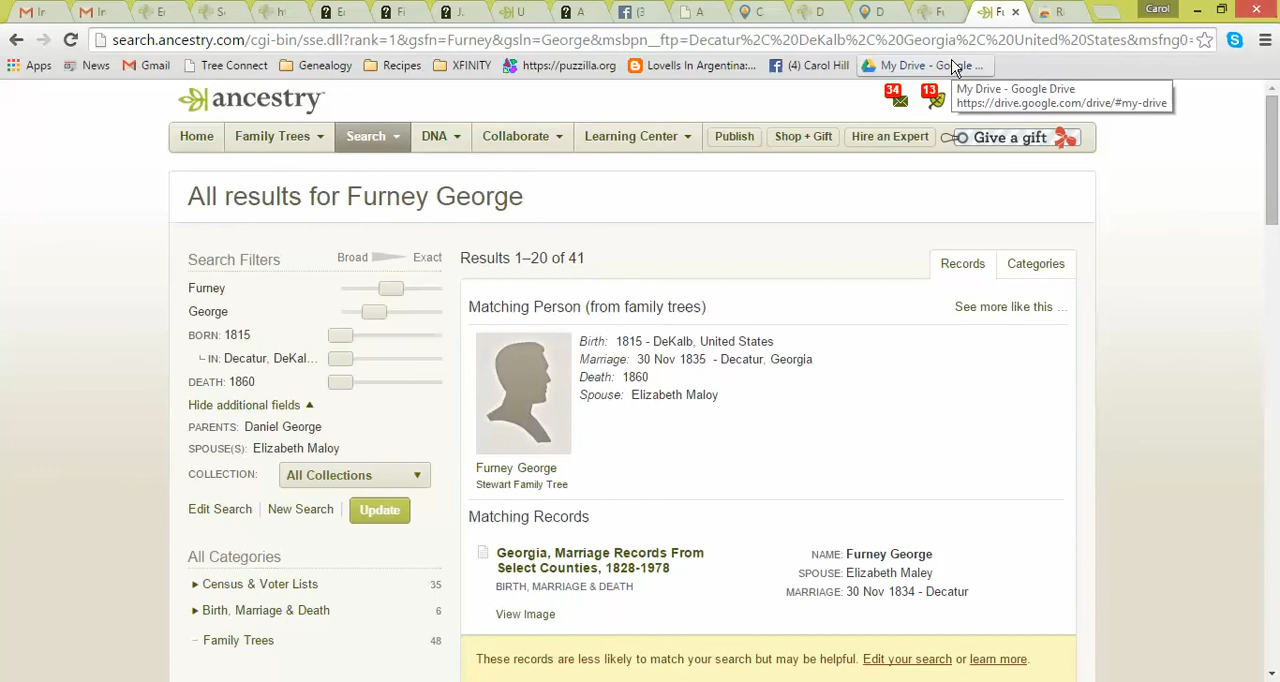 In
In
Er
S
h
E
Fi
J.
U
A
(3
A
C
D
D
Fu
Fu
R
Carol
search.ancestry.com/cgi-bin/sse.dll?rank=1&gsfn=Furney&gsln=George&msbpn__ftp=Decatur%2C%20DeKalb%2C%20Georgia%2C%20United%20States&msfng0=
Apps News Gmail Tree Connect Genealogy Recipes XFINITY https://puzzilla.org Lovells In Argentina:... (4) Carol Hill My Drive - Google ...
My Drive - Google Drive
https://drive.google.com/drive/#my-drive
ancestry
34
13
Home Family Trees Search DNA Collaborate Learning Center Publish Shop + Gift Hire an Expert Give a gift
All results for Furney George
Search Filters Broad Exact
Furney
George
BORN: 1815
IN: Decatur, DeKal...
DEATH: 1860
Hide additional fields
PARENTS: Daniel George
SPOUSE(S): Elizabeth Maloy
COLLECTION: All Collections
Edit Search New Search Update
All Categories
Census & Voter Lists 35
Birth, Marriage & Death 6
Family Trees 48
Results 1–20 of 41
Records Categories
Matching Person (from family trees) See more like this ...
Birth: 1815 - DeKalb, United States
Marriage: 30 Nov 1835 - Decatur, Georgia
Death: 1860
Spouse: Elizabeth Maloy
Furney George
Stewart Family Tree
Matching Records
Georgia, Marriage Records From
Select Counties, 1828-1978
BIRTH, MARRIAGE & DEATH
View Image
NAME: Furney George
SPOUSE: Elizabeth Maley
MARRIAGE: 30 Nov 1834 - Decatur
These records are less likely to match your search but may be helpful. Edit your search or learn more.